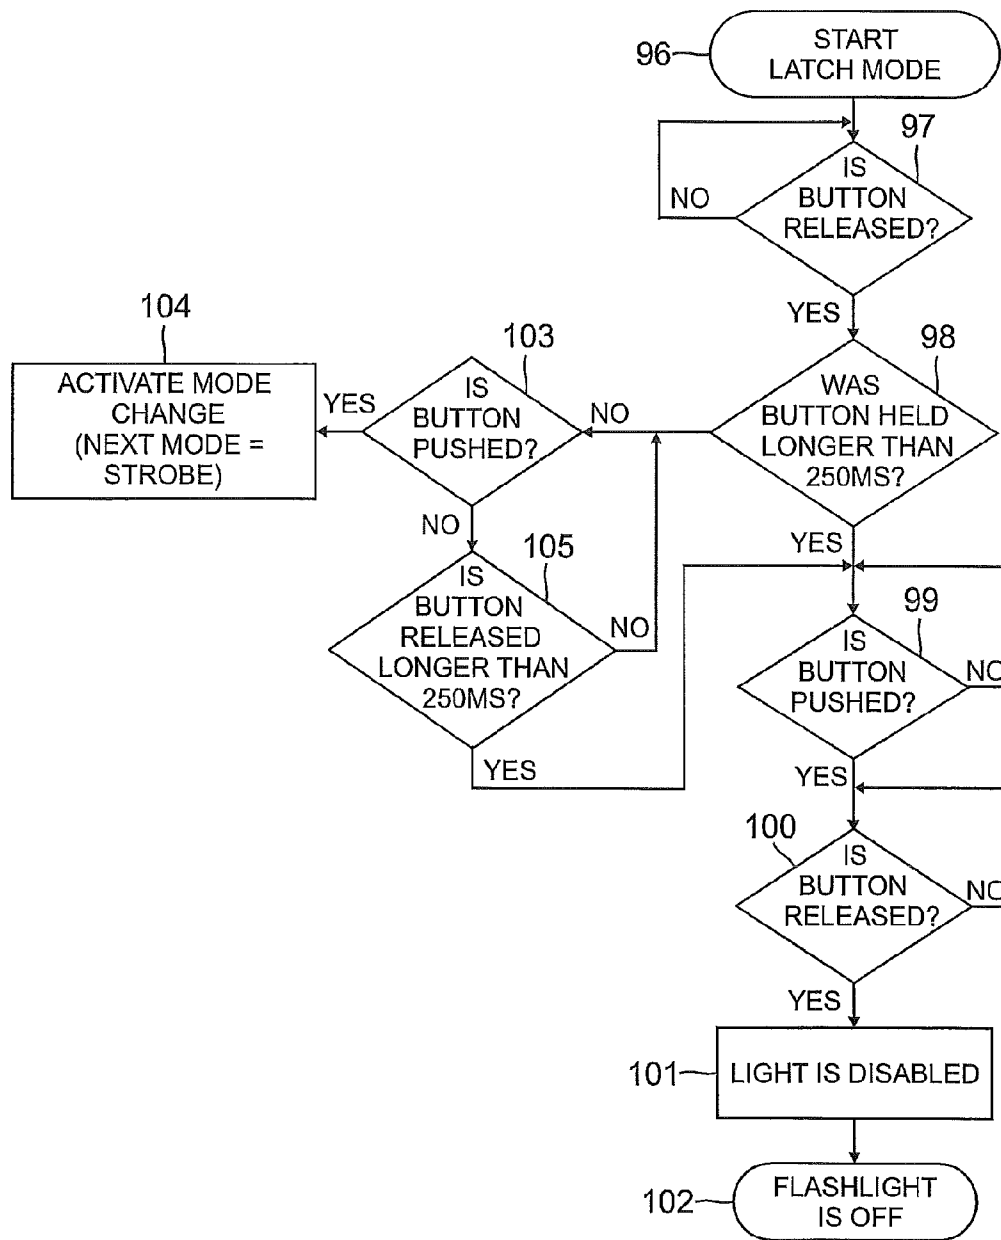 96
START
LATCH MODE
97
IS
BUTTON
RELEASED?
NO
YES
98
WAS
BUTTON HELD
LONGER THAN
250MS?
NO
YES
103
IS
BUTTON
PUSHED?
YES
NO
104
ACTIVATE MODE
CHANGE
(NEXT MODE =
STROBE)
105
IS
BUTTON
RELEASED
LONGER THAN
250MS?
NO
YES
99
IS
BUTTON
PUSHED?
NO
YES
100
IS
BUTTON
RELEASED?
NO
YES
101
LIGHT IS DISABLED
102
FLASHLIGHT
IS OFF